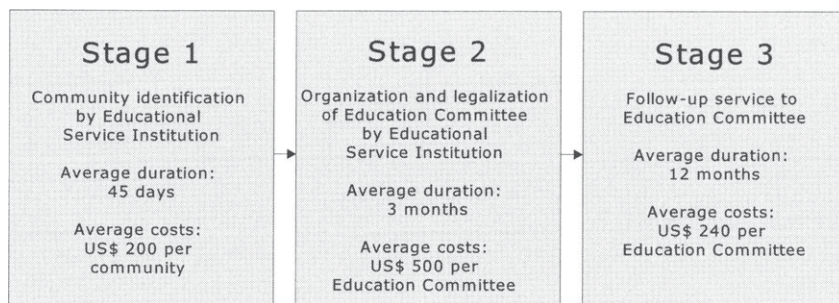 Stage 1
Community identification
by Educational
Service Institution
Average duration:
45 days
Average costs:
US$ 200 per
community
Stage 2
Organization and legalization
of Education Committee
by Educational
Service Institution
Average duration:
3 months
Average costs:
US$ 500 per
Education Committee
Stage 3
Follow-up service to
Education Committee
Average duration:
12 months
Average costs:
US$ 240 per
Education Committee